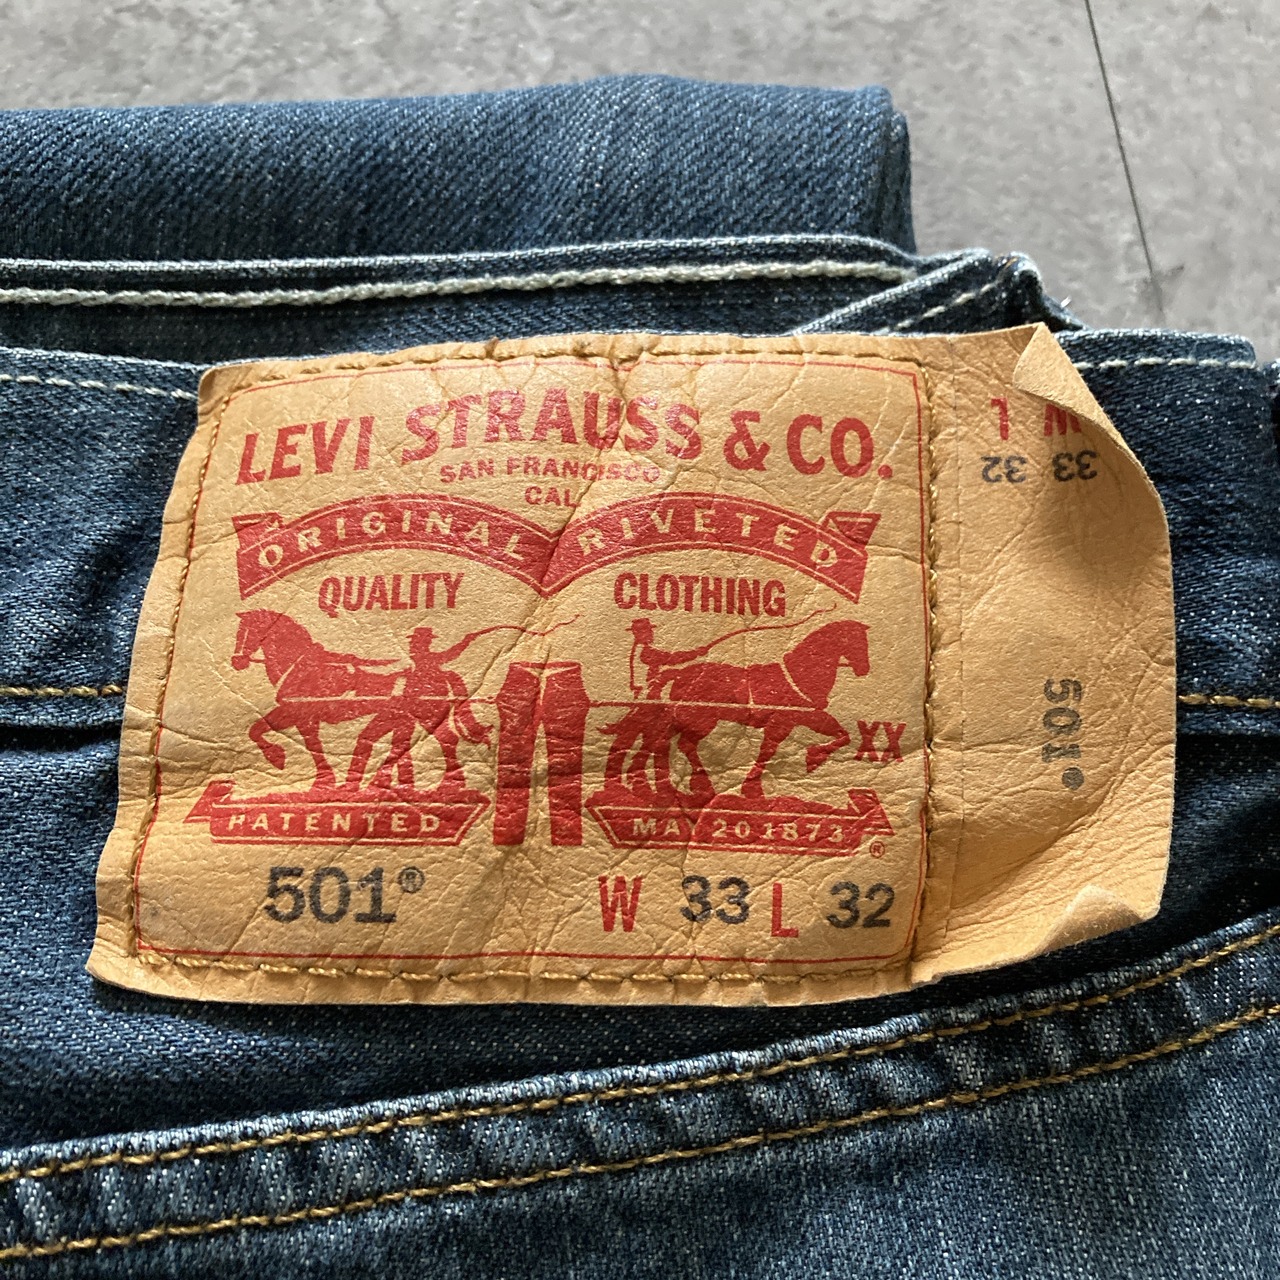 LEVI STRAUSS & CO.
SAN FRANCISCO
CAL
ORIGINAL RIVETED
QUALITY CLOTHING
XX
PATENTED MAY 20 1873 ®
501® W 33 L 32
W L
33 32
501®